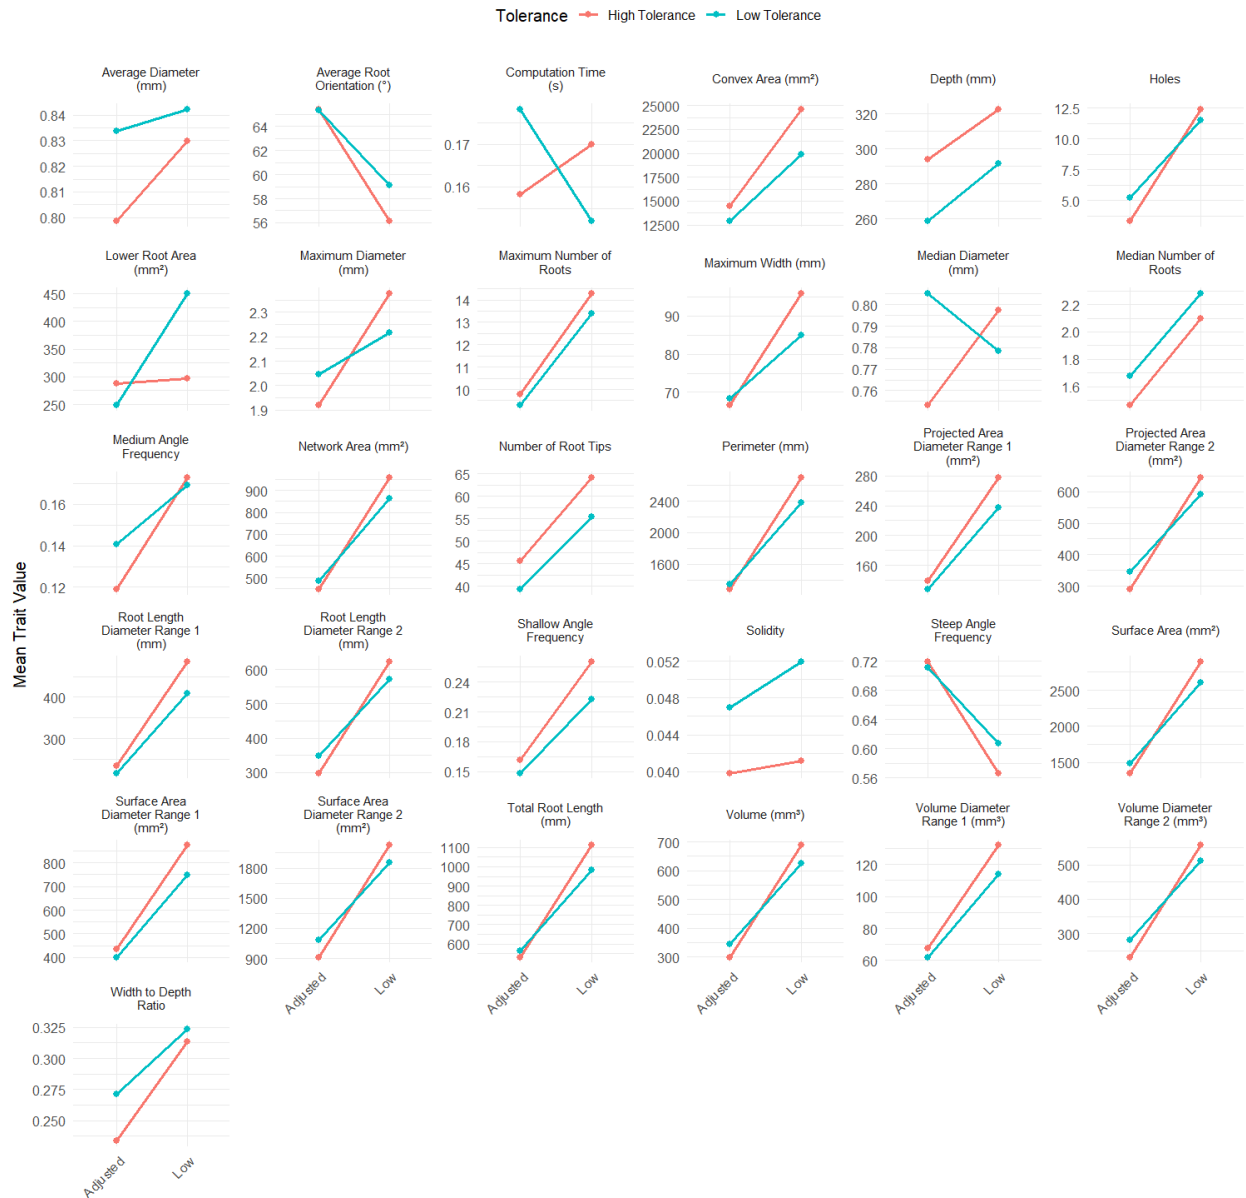 Tolerance High Tolerance Low Tolerance
Mean Trait Value
Average Diameter
(mm)
0.84
0.83
0.82
0.81
0.80
Average Root
Orientation (°)
64
62
60
58
56
Computation Time
(s)
0.17
0.16
Convex Area (mm²)
25000
22500
20000
17500
15000
12500
Depth (mm)
320
300
280
260
Holes
12.5
10.0
7.5
5.0
Lower Root Area
(mm²)
450
400
350
300
250
Maximum Diameter
(mm)
2.3
2.2
2.1
2.0
1.9
Maximum Number of
Roots
14
13
12
11
10
Maximum Width (mm)
90
80
70
Median Diameter
(mm)
0.80
0.79
0.78
0.77
0.76
Median Number of
Roots
2.2
2.0
1.8
1.6
Medium Angle
Frequency
0.16
0.14
0.12
Network Area (mm²)
900
800
700
600
500
Number of Root Tips
65
60
55
50
45
40
Perimeter (mm)
2400
2000
1600
Projected Area
Diameter Range 1
(mm²)
280
240
200
160
Projected Area
Diameter Range 2
(mm²)
600
500
400
300
Root Length
Diameter Range 1
(mm)
400
300
Root Length
Diameter Range 2
(mm)
600
500
400
300
Shallow Angle
Frequency
0.24
0.21
0.18
0.15
Solidity
0.052
0.048
0.044
0.040
Steep Angle
Frequency
0.72
0.68
0.64
0.60
0.56
Surface Area (mm²)
2500
2000
1500
Surface Area
Diameter Range 1
(mm²)
800
700
600
500
400
Surface Area
Diameter Range 2
(mm²)
1800
1500
1200
900
Adjusted
Low
Total Root Length
(mm)
1100
1000
900
800
700
600
Adjusted
Low
Volume (mm³)
700
600
500
400
300
Adjusted
Low
Volume Diameter
Range 1 (mm³)
120
100
80
60
Adjusted
Low
Volume Diameter
Range 2 (mm³)
500
400
300
Adjusted
Low
Width to Depth
Ratio
0.325
0.300
0.275
0.250
Adjusted
Low